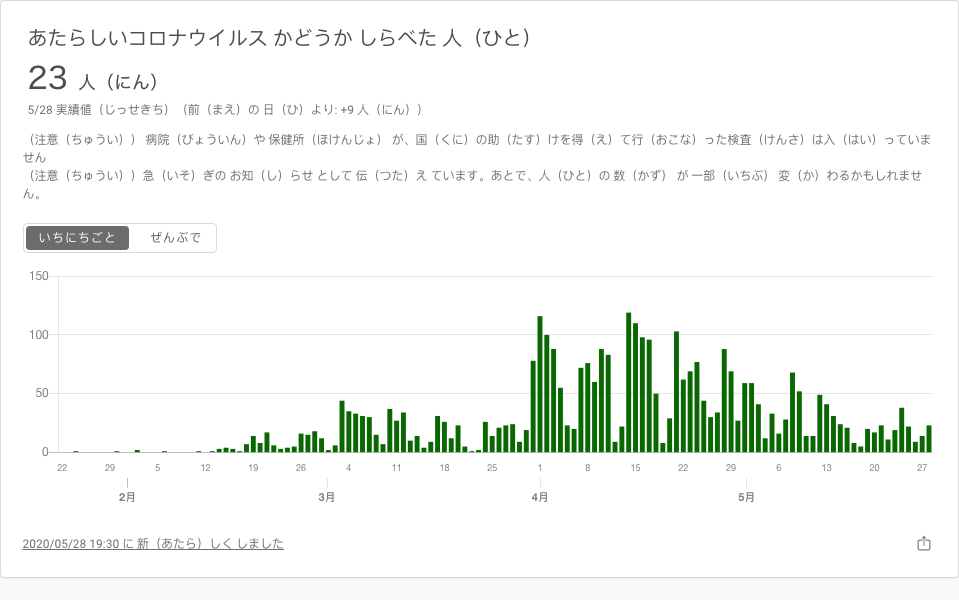 あたらしいコロナウイルス かどうか しらべた 人（ひと）
23 人（にん）
5/28 実績値（じっせきち）（前（まえ）の 日（ひ）より: +9 人（にん））
（注意（ちゅうい）） 病院（びょういん）や 保健所（ほけんじょ） が、国（くに）の助（たす）けを得（え）て行（おこな）った検査（けんさ）は入（はい）っていま
せん
（注意（ちゅうい））急（いそ）ぎの お知（し）らせ として 伝（つた）え ています。あとで、人（ひと）の 数（かず） が 一部（いちぶ） 変（か）わるかもしれませ
ん。
いちにちごと ぜんぶで
150
100
50
0
22 29 5 12 19 26 4 11 18 25 1 8 15 22 29 6 13 20 27
2月 3月 4月 5月
2020/05/28 19:30 に 新（あたら）しく しました